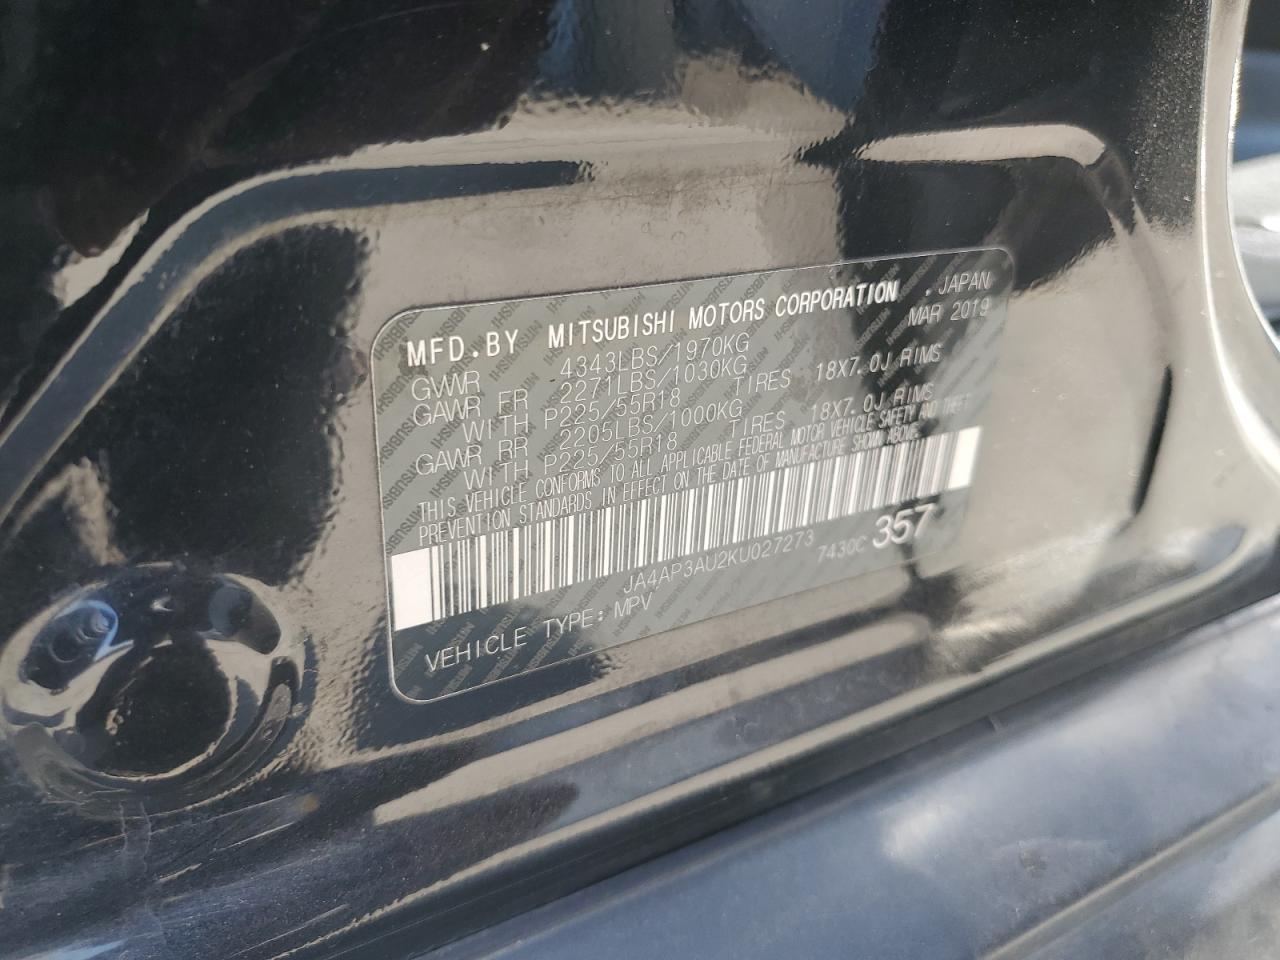 MFD.BY MITSUBISHI MOTORS CORPORATION , JAPAN
MAR 2019
GVWR 4343LBS/1970KG
GAWR FR 2271LBS/1030KG
WITH P225/55R18 TIRES 18X7.0J RIMS
GAWR RR 2205LBS/1000KG
WITH P225/55R18 TIRES 18X7.0J RIMS
THIS VEHICLE CONFORMS TO ALL APPLICABLE FEDERAL MOTOR VEHICLE SAFETY AND THEFT
PREVENTION STANDARDS IN EFFECT ON THE DATE OF MANUFACTURE SHOWN ABOVE.
JA4AP3AU2KU027273 7430C 357
VEHICLE TYPE: MPV